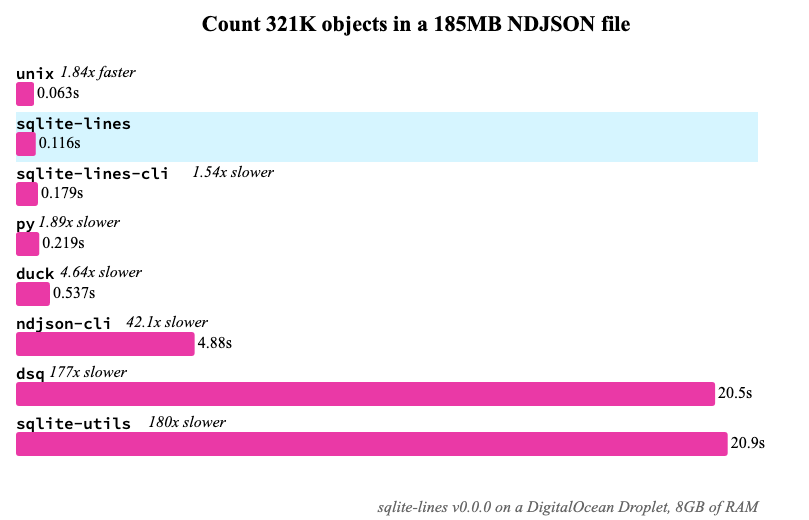 Count 321K objects in a 185MB NDJSON file
unix 1.84x faster
0.063s
sqlite-lines
0.116s
sqlite-lines-cli 1.54x slower
0.179s
py 1.89x slower
0.219s
duck 4.64x slower
0.537s
ndjson-cli 42.1x slower
4.88s
dsq 177x slower
20.5s
sqlite-utils 180x slower
20.9s
sqlite-lines v0.0.0 on a DigitalOcean Droplet, 8GB of RAM